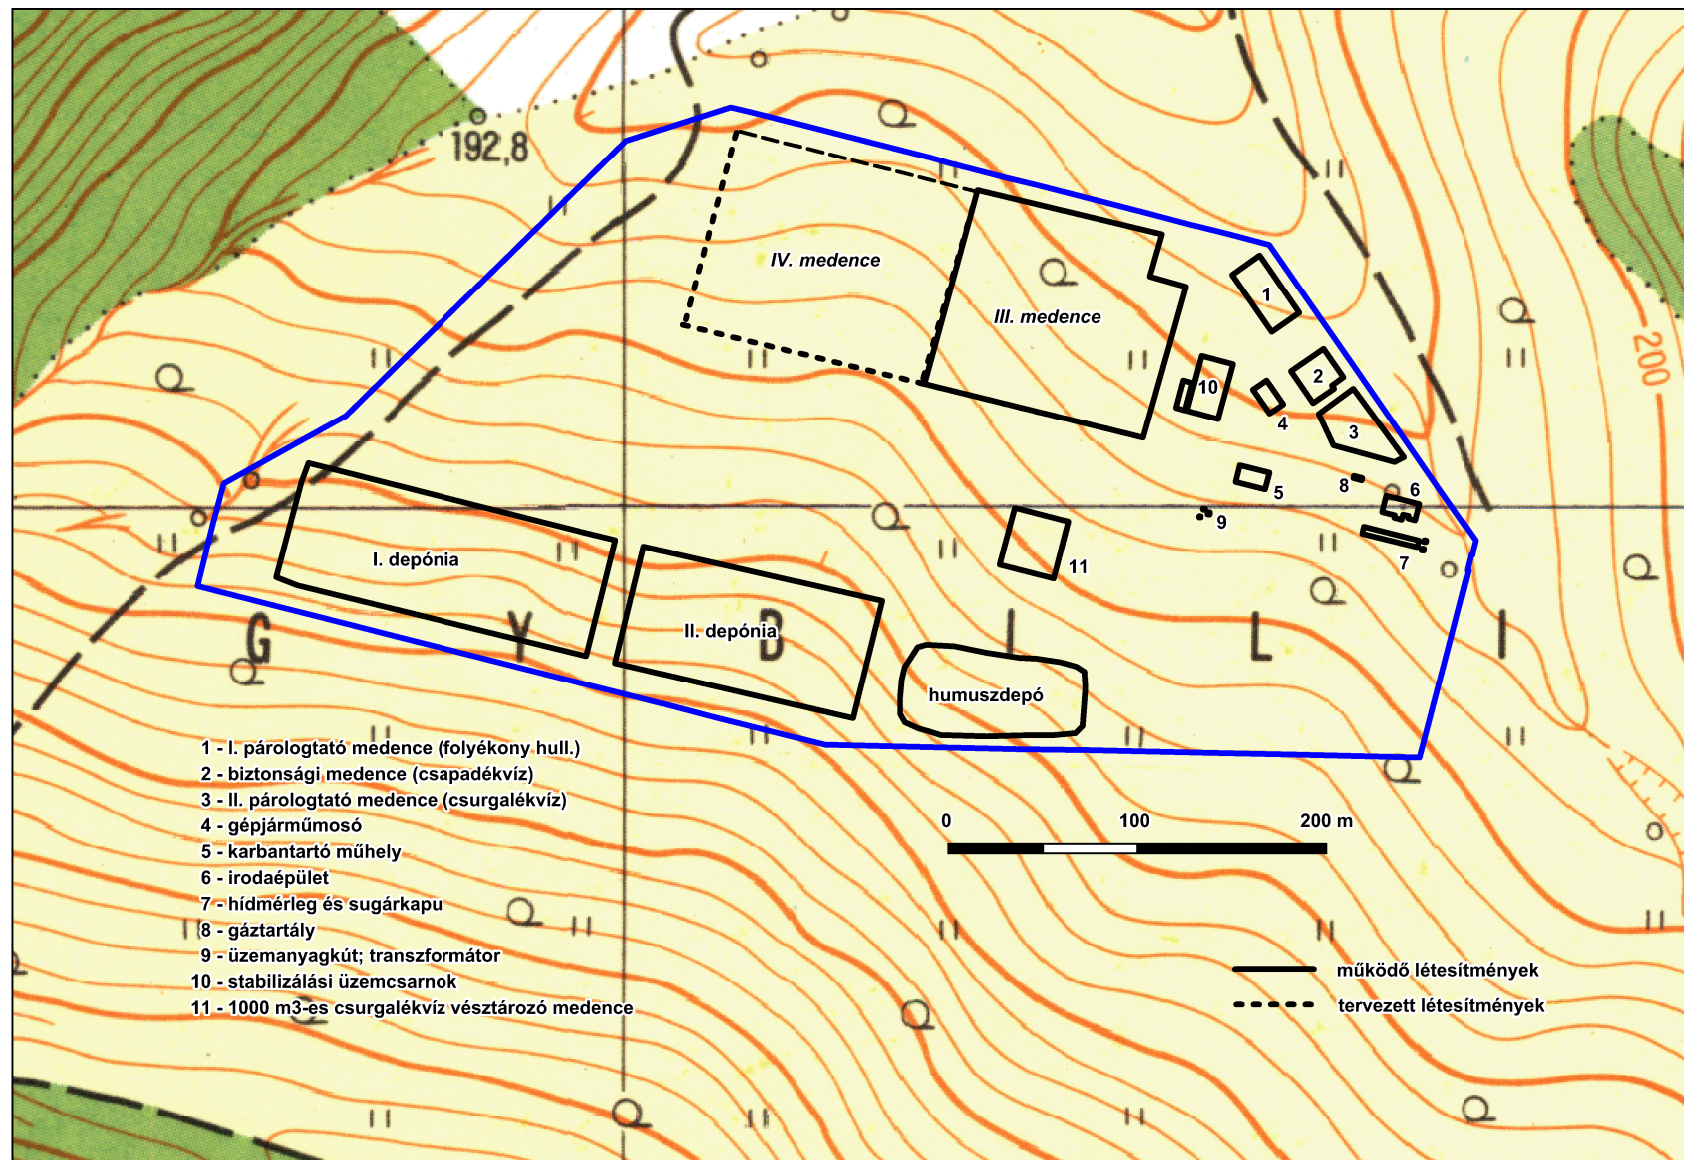 192,8
200
IV. medence
III. medence
1
2
10
4
3
5
8
6
9
7
11
I. depónia
II. depónia
G Y D I L I
humuszdepó
1 - I. párologtató medence (folyékony hull.)
2 - biztonsági medence (csapadékvíz)
3 - II. párologtató medence (csurgalékvíz)
4 - gépjárműmosó
5 - karbantartó műhely
6 - irodaépület
7 - hídmérleg és sugárkapu
8 - gáztartály
9 - üzemanyagkút; transzformátor
10 - stabilizálási üzemcsarnok
11 - 1000 m3-es csurgalékvíz vésztározó medence
0 100 200 m
működő létesítmények
tervezett létesítmények